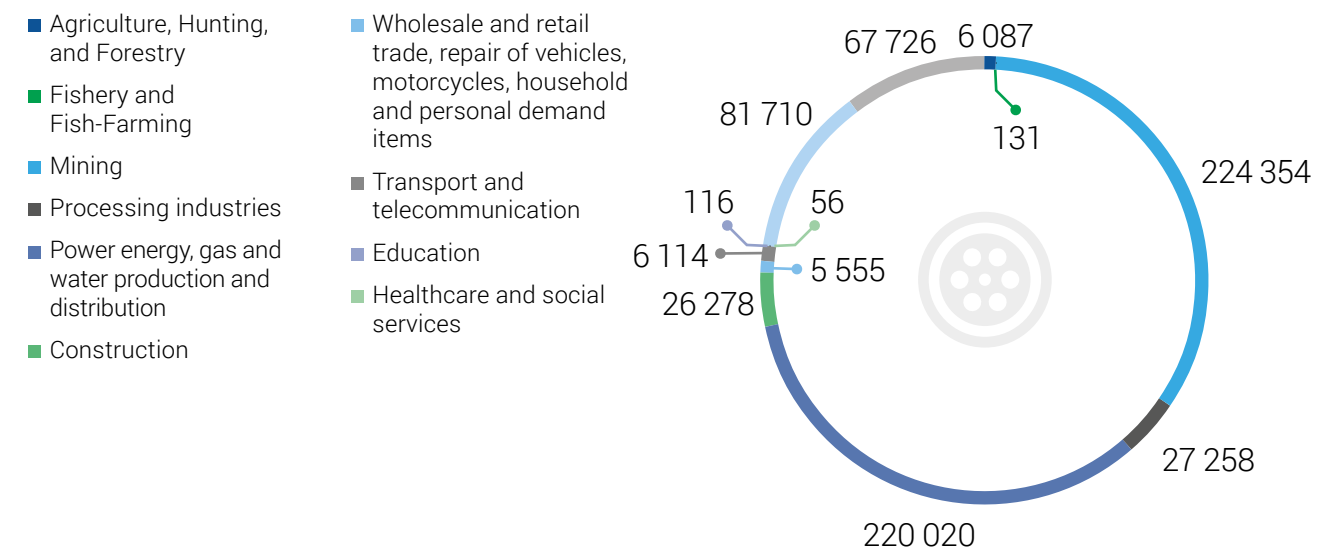 Agriculture, Hunting,
and Forestry
Fishery and
Fish-Farming
Mining
Processing industries
Power energy, gas and
water production and
distribution
Construction
Wholesale and retail
trade, repair of vehicles,
motorcycles, household
and personal demand
items
Transport and
telecommunication
Education
Healthcare and social
services
67 726
6 087
81 710
131
224 354
116
56
6 114
5 555
26 278
27 258
220 020